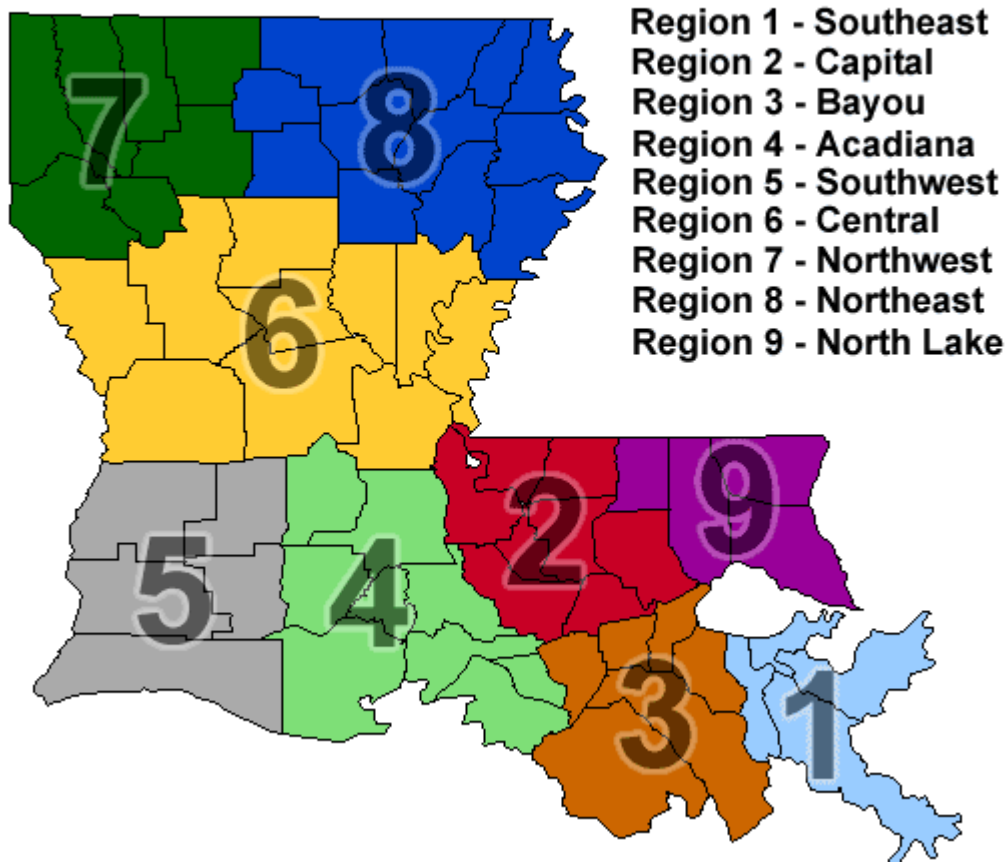 Region 1 - Southeast
Region 2 - Capital
Region 3 - Bayou
Region 4 - Acadiana
Region 5 - Southwest
Region 6 - Central
Region 7 - Northwest
Region 8 - Northeast
Region 9 - North Lake
7
8
6
2
9
5
4
3
1